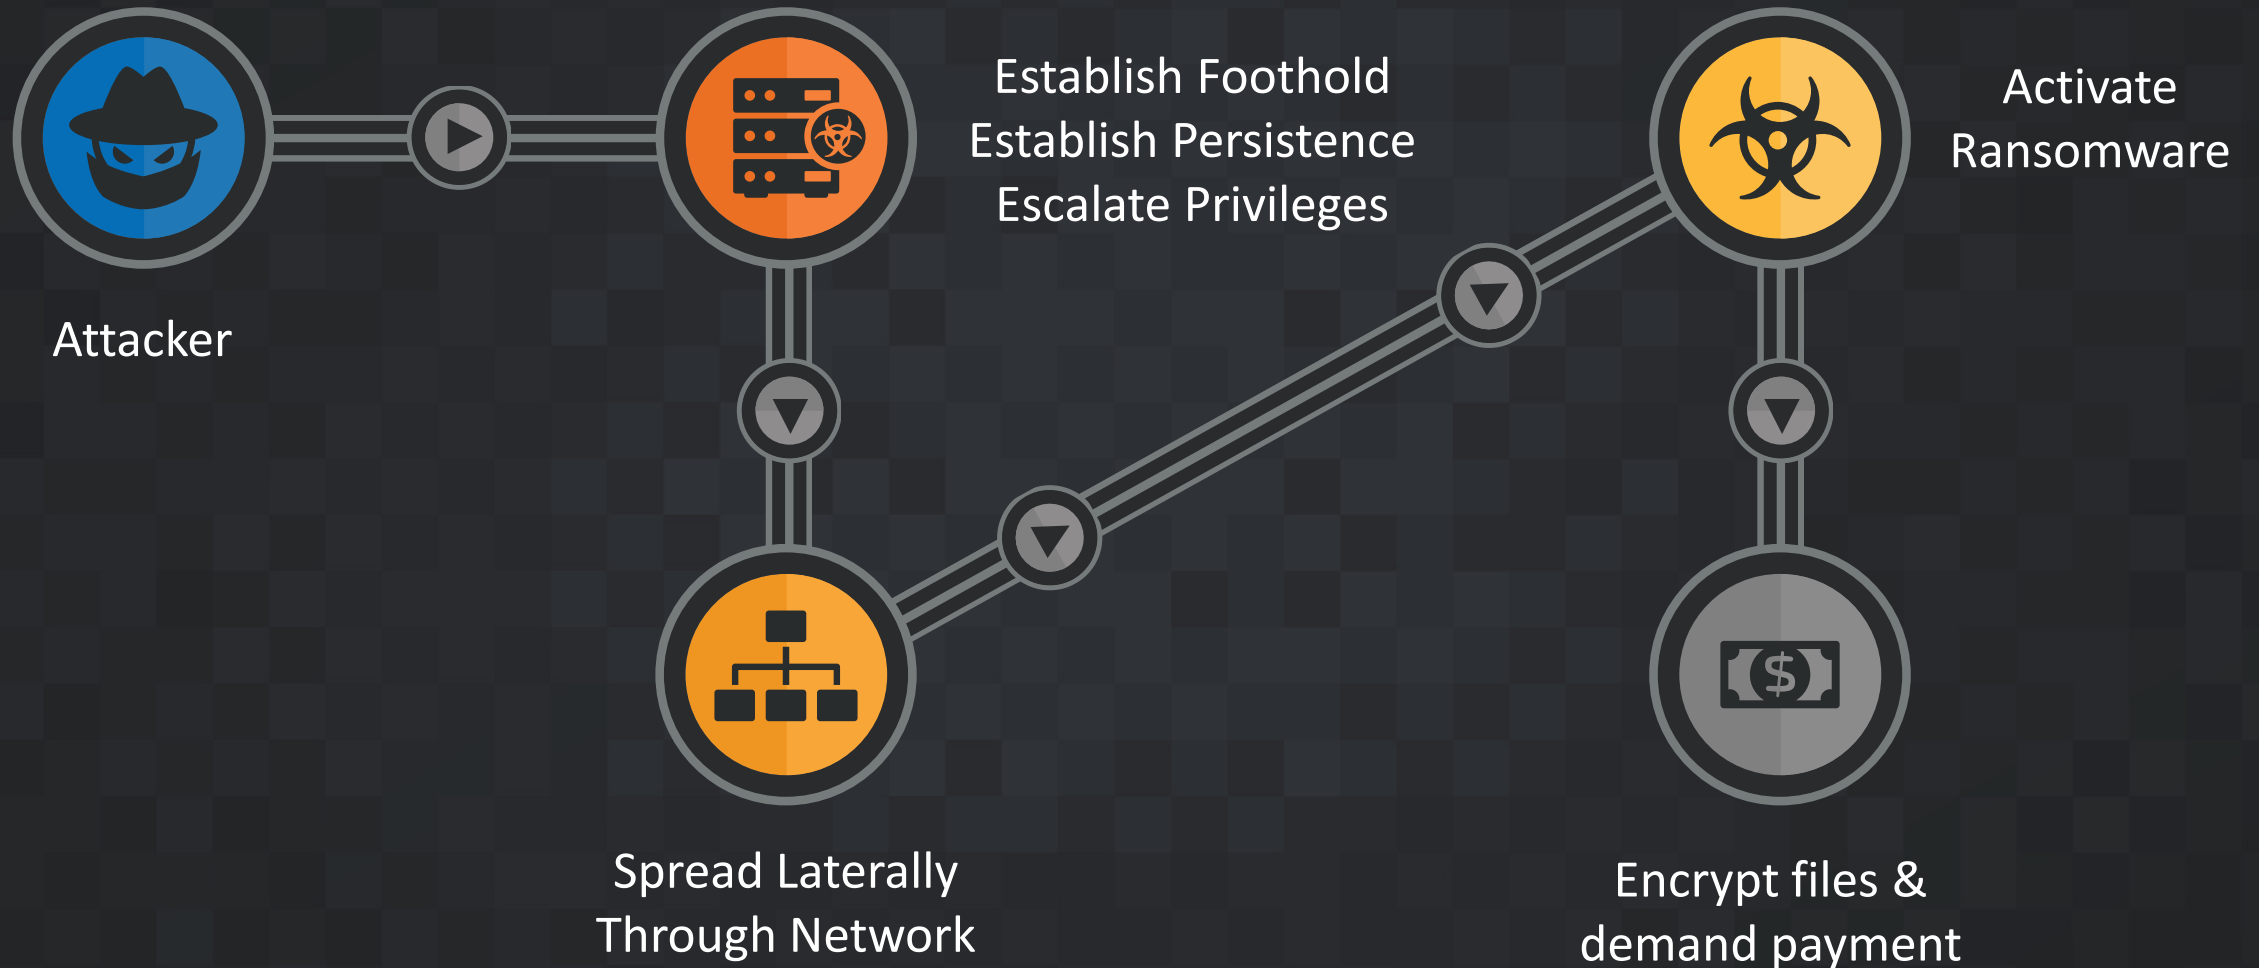 Attacker
Establish Foothold
Establish Persistence
Escalate Privileges
Spread Laterally
Through Network
Activate
Ransomware
$
Encrypt files &
demand payment